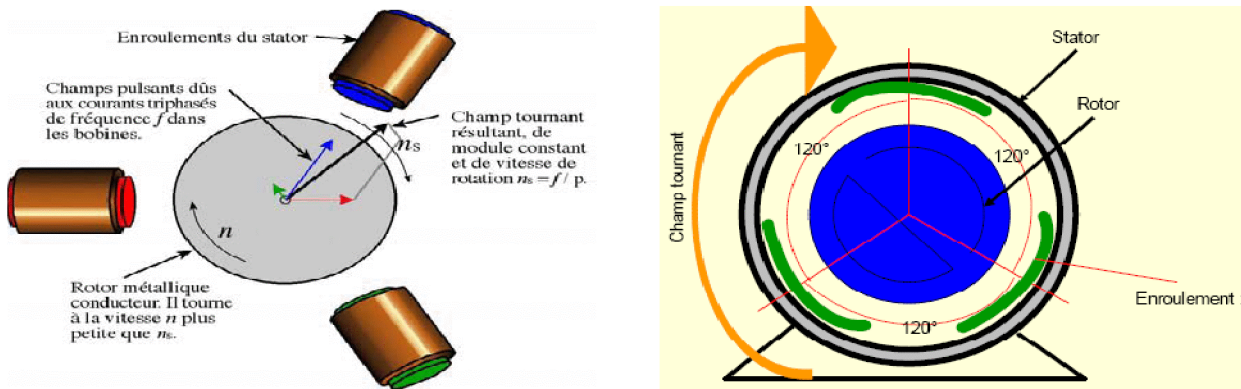 Enroulements du stator
Champs pulsants dûs
aux courants triphasés
de fréquence f dans
les bobines.
Champ tournant
résultant, de
module constant
et de vitesse de
rotation ns = f / p.
ns
n
Rotor métallique
conducteur. Il tourne
à la vitesse n plus
petite que ns.
Champ tournant
Stator
Rotor
120°
120°
120°
Enroulement :